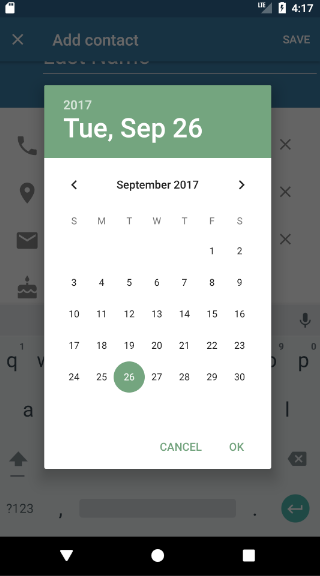 LTE 4:17
Add contact SAVE
Last Name
2017
Tue, Sep 26
September 2017
S M T W T F S
1 2
3 4 5 6 7 8 9
10 11 12 13 14 15 16
17 18 19 20 21 22 23
24 25 26 27 28 29 30
CANCEL OK
1 9 0
q w p
a l
?123 , .